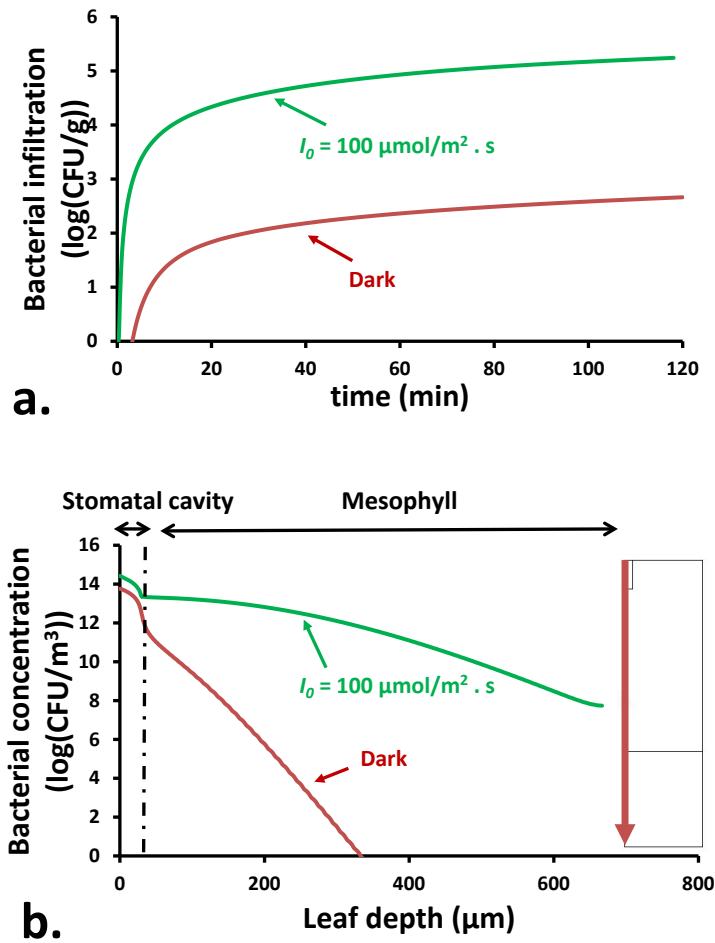 Bacterial infiltration
(log(CFU/g))
6
5
4
3
2
1
0
I₀ = 100 µmol/m² . s
Dark
0 20 40 60 80 100 120
time (min)
a.
Stomatal cavity Mesophyll
Bacterial concentration
(log(CFU/m³))
16
14
12
10
8
6
4
2
0
I₀ = 100 µmol/m² . s
Dark
0 200 400 600 800
Leaf depth (µm)
b.